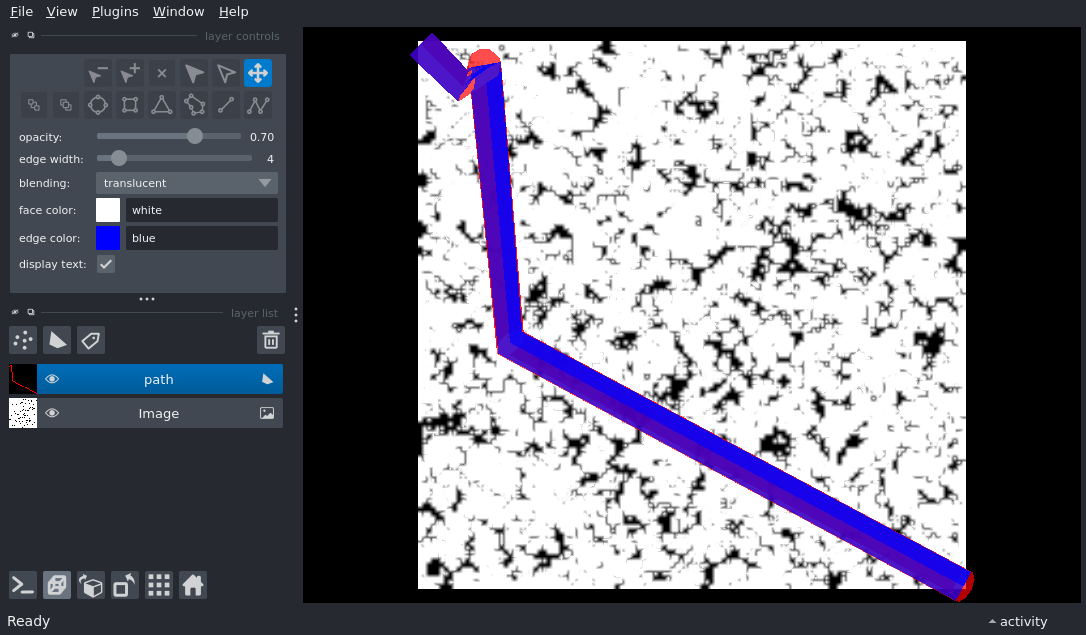 File View Plugins Window Help
layer controls
opacity: 0.70
edge width: 4
blending: translucent
face color: white
edge color: blue
display text:
layer list
path
Image
Ready
activity